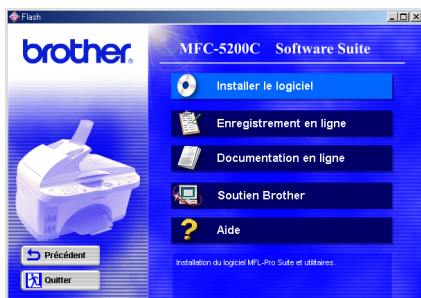 Flash
brother.
MFC-5200C Software Suite
Installer le logiciel
Enregistrement en ligne
Documentation en ligne
Soutien Brother
Aide
Précédent
Quitter
Installation du logiciel MFL-Pro Suite et utilitaires.